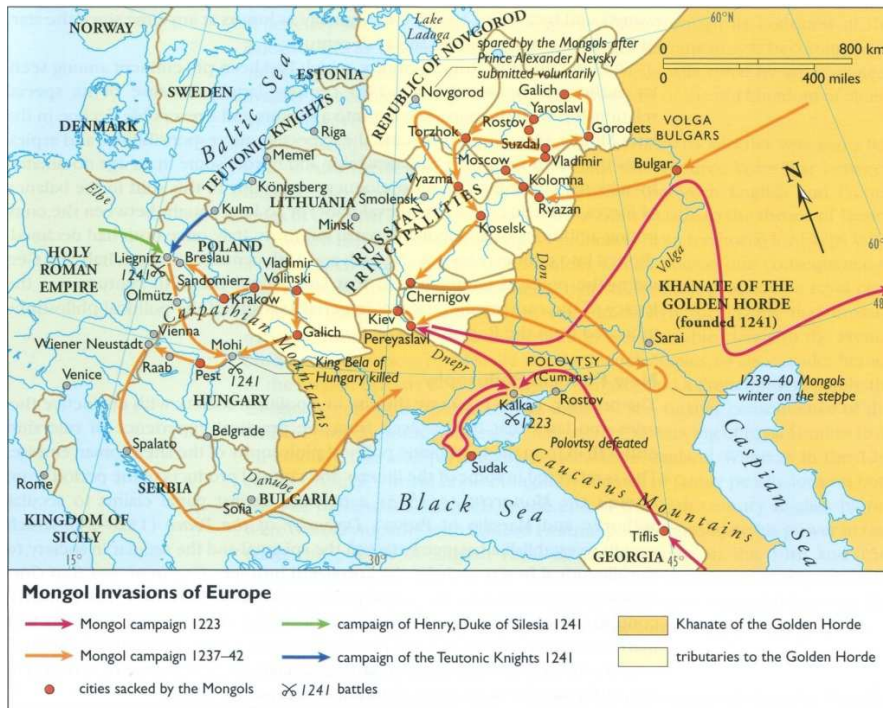 NORWAY
SWEDEN
DENMARK
ESTONIA
Baltic Sea
TEUTONIC KNIGHTS
Lake
Ladoga
REPUBLIC OF NOVGOROD
spared by the Mongols after
Prince Alexander Nevsky
submitted voluntarily
60°N
0
800 km
0
400 miles
Novgorod
Riga
Memel
Königsberg
LITHUANIA
Kulm
Smolensk
Minsk
Torzhok
Vyazma
Moscow
Galich
Yaroslavl
Rostov
Suzdal
Vladimir
Gorodets
Kolomna
Ryazan
Koselsk
VOLGA
BULGARS
Bulgar
N
RUSSIAN
PRINCIPALITIES
Elbe
HOLY
ROMAN
EMPIRE
POLAND
Liegnitz
1241
Breslau
Olmütz
Sandomierz
Krakow
Vladimir
Volinski
Galich
Chernigov
Kiev
Pereyaslavl
Dnepr
Don
Volga
60°
KHANATE OF THE
GOLDEN HORDE
(founded 1241)
48°
Sarai
1239–40 Mongols
winter on the steppe
Carpathian Mountains
Vienna
Wiener Neustadt
Raab
Pest
Mohi
1241
King Bela of
Hungary killed
HUNGARY
Venice
Spalato
Belgrade
Rome
SERBIA
Sofia
Danube
BULGARIA
KINGDOM OF
SICILY
15°
30°
45°
POLOVTSY
(Cumans)
Kalka
1223
Rostov
Polovtsy defeated
Sudak
Black Sea
Caucasus Mountains
Caspian Sea
Tiflis
GEORGIA
Mongol Invasions of Europe
Mongol campaign 1223
campaign of Henry, Duke of Silesia 1241
Khanate of the Golden Horde
Mongol campaign 1237–42
campaign of the Teutonic Knights 1241
tributaries to the Golden Horde
cities sacked by the Mongols
1241 battles